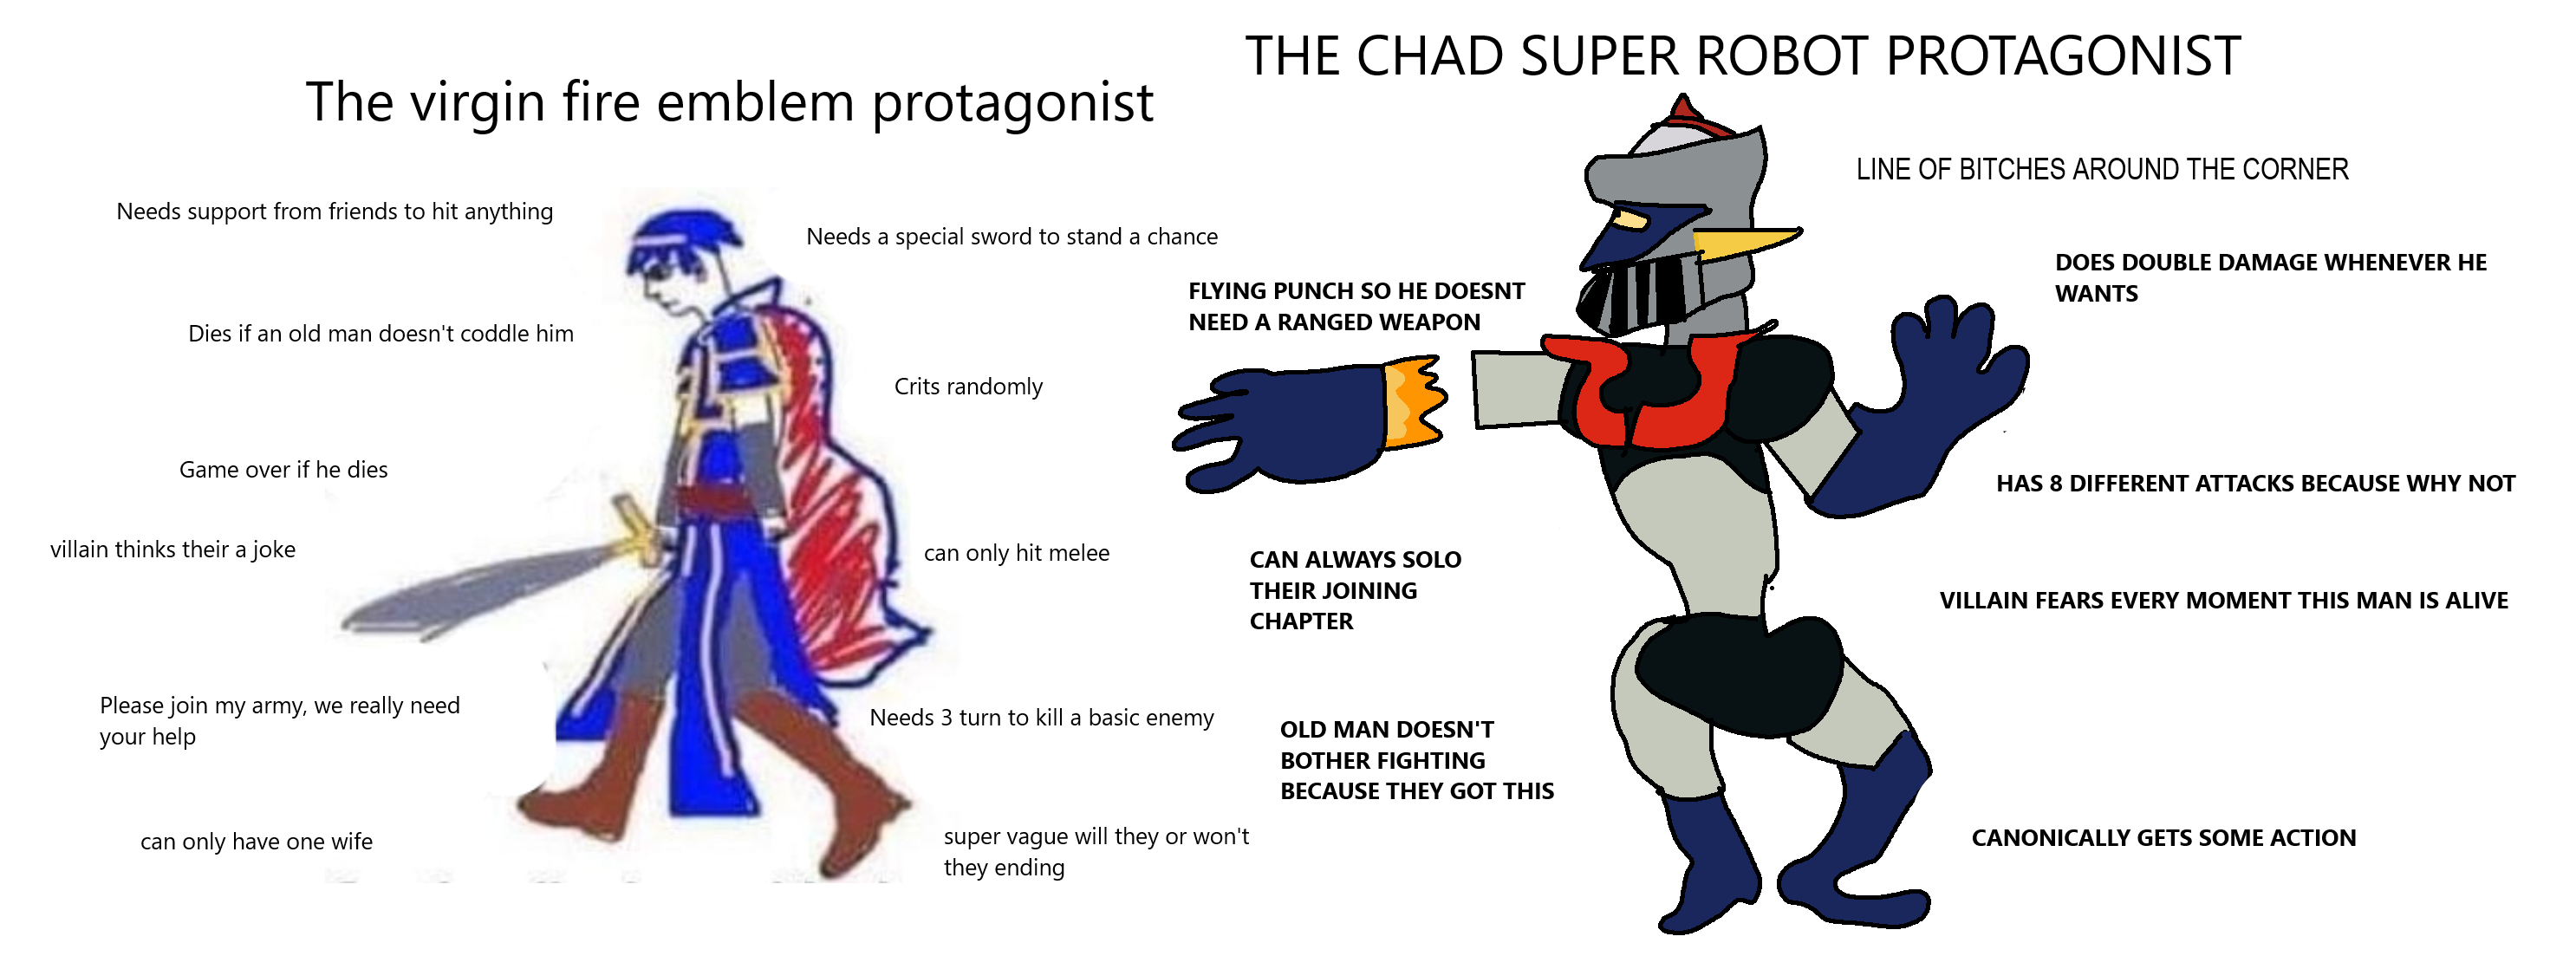 The virgin fire emblem protagonist
Needs support from friends to hit anything
Needs a special sword to stand a chance
Dies if an old man doesn't coddle him
Crits randomly
Game over if he dies
villain thinks their a joke
can only hit melee
Please join my army, we really need
your help
Needs 3 turn to kill a basic enemy
can only have one wife
super vague will they or won't
they ending
THE CHAD SUPER ROBOT PROTAGONIST
LINE OF BITCHES AROUND THE CORNER
DOES DOUBLE DAMAGE WHENEVER HE
WANTS
FLYING PUNCH SO HE DOESNT
NEED A RANGED WEAPON
HAS 8 DIFFERENT ATTACKS BECAUSE WHY NOT
CAN ALWAYS SOLO
THEIR JOINING
CHAPTER
VILLAIN FEARS EVERY MOMENT THIS MAN IS ALIVE
OLD MAN DOESN'T
BOTHER FIGHTING
BECAUSE THEY GOT THIS
CANONICALLY GETS SOME ACTION